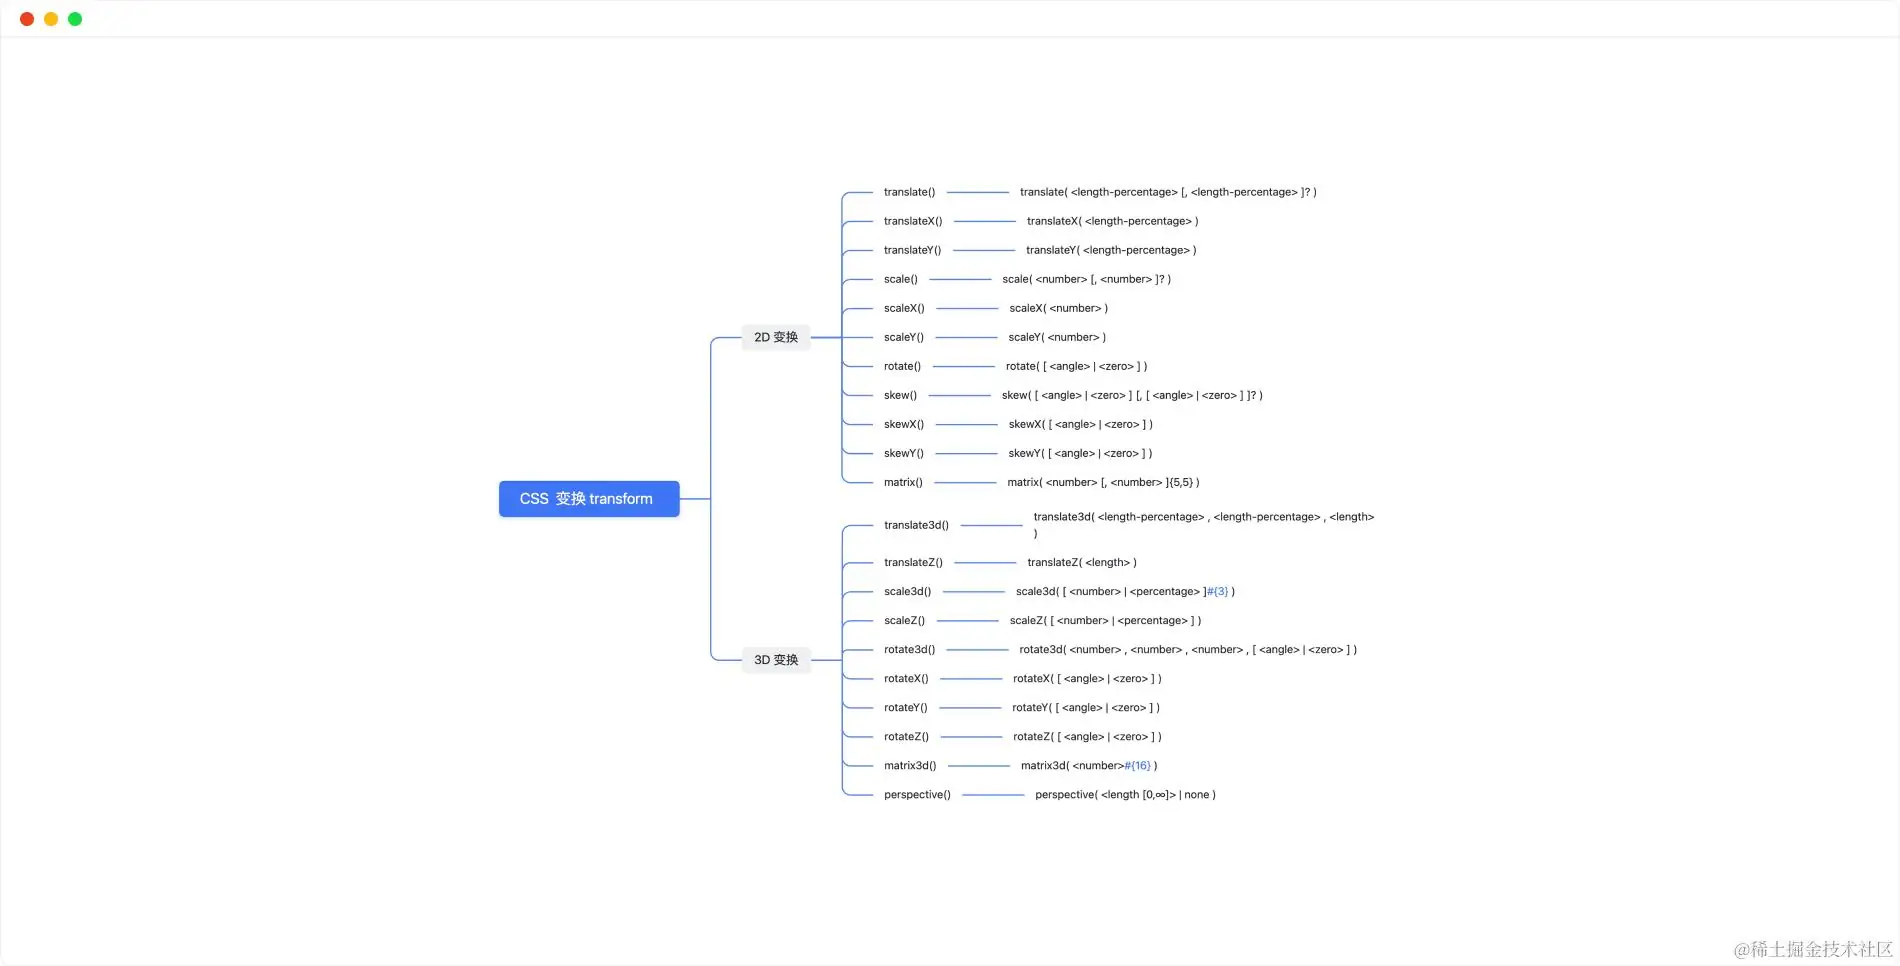 CSS 变换 transform
2D 变换
translate() translate( <length-percentage> [, <length-percentage> ]? )
translateX() translateX( <length-percentage> )
translateY() translateY( <length-percentage> )
scale() scale( <number> [, <number> ]? )
scaleX() scaleX( <number> )
scaleY() scaleY( <number> )
rotate() rotate( [ <angle> | <zero> ] )
skew() skew( [ <angle> | <zero> ] [, [ <angle> | <zero> ] ]? )
skewX() skewX( [ <angle> | <zero> ] )
skewY() skewY( [ <angle> | <zero> ] )
matrix() matrix( <number> [, <number> ]{5,5} )
3D 变换
translate3d() translate3d( <length-percentage> , <length-percentage> , <length>
)
translateZ() translateZ( <length> )
scale3d() scale3d( [ <number> | <percentage> ]#{3} )
scaleZ() scaleZ( [ <number> | <percentage> ] )
rotate3d() rotate3d( <number> , <number> , <number> , [ <angle> | <zero> ] )
rotateX() rotateX( [ <angle> | <zero> ] )
rotateY() rotateY( [ <angle> | <zero> ] )
rotateZ() rotateZ( [ <angle> | <zero> ] )
matrix3d() matrix3d( <number>#{16} )
perspective() perspective( <length [0,∞]> | none )
@稀土掘金技术社区